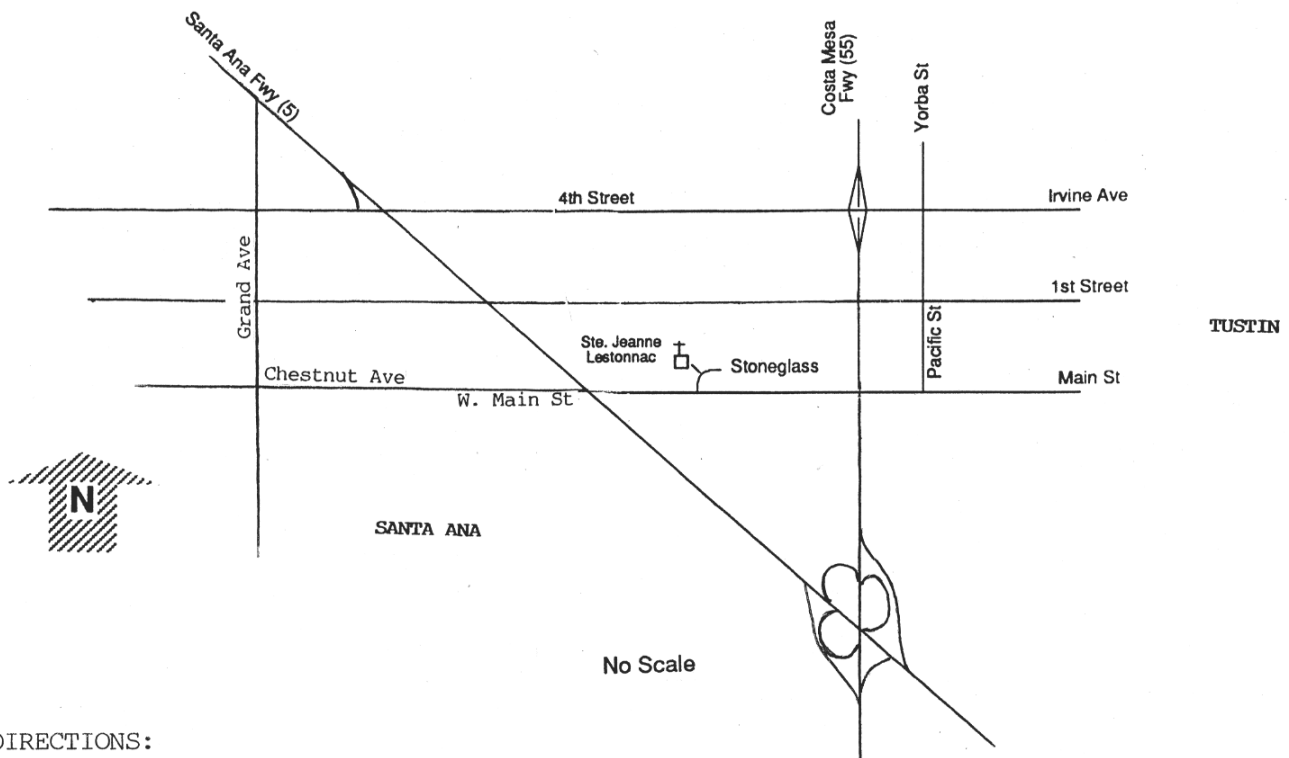 Santa Ana Fwy (5)
Costa Mesa
Fwy (55)
Yorba St
4th Street
Irvine Ave
Grand Ave
1st Street
Pacific St
TUSTIN
Ste. Jeanne
Lestonnac
Stoneglass
Chestnut Ave
W. Main St
Main St
N
SANTA ANA
No Scale
DIRECTIONS: